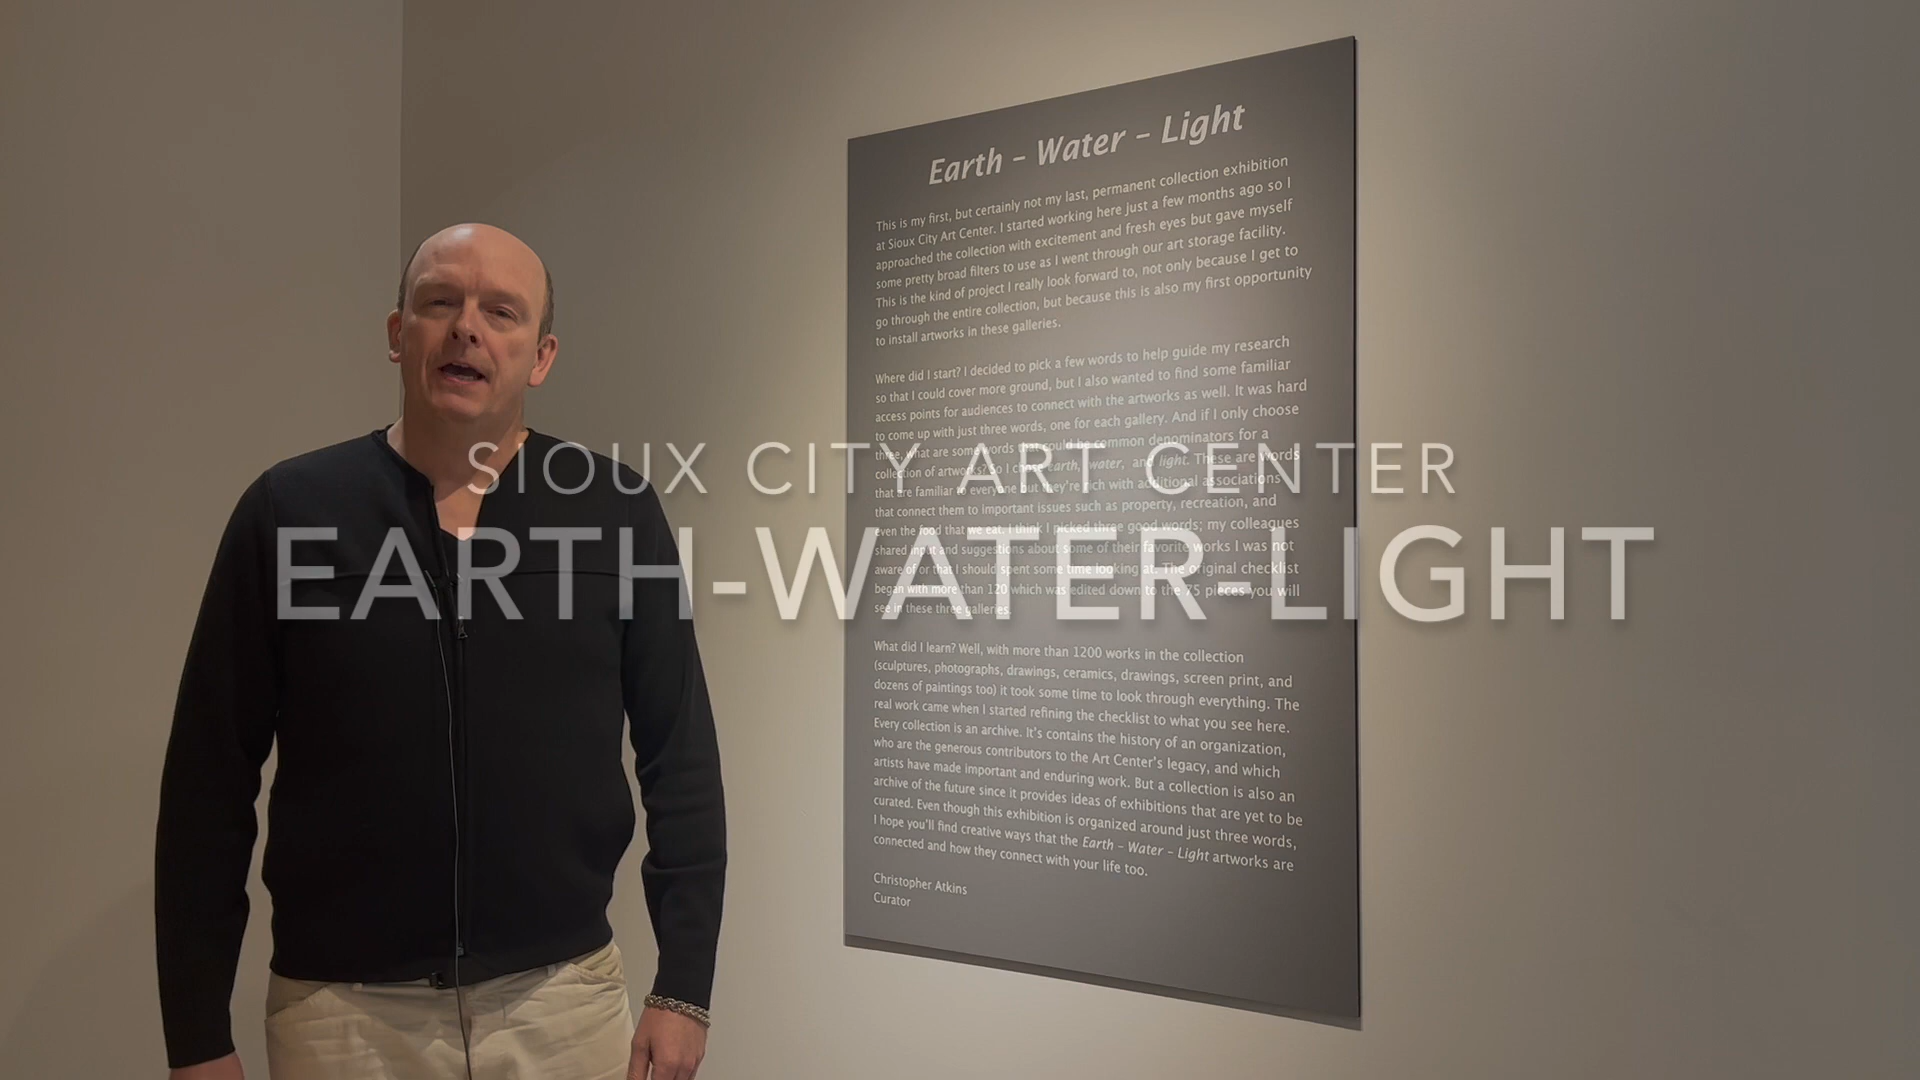 Earth – Water – Light
This is my first, but certainly not my last, permanent collection exhibition
at Sioux City Art Center. I started working here just a few months ago so I
approached the collection with excitement and fresh eyes but gave myself
some pretty broad filters to use as I went through our art storage facility.
This is the kind of project I really look forward to, not only because I get to
go through the entire collection, but because this is also my first opportunity
to install artworks in these galleries.
Where did I start? I decided to pick a few words to help guide my research
so that I could cover more ground, but I also wanted to find some familiar
access points for audiences to connect with the artworks as well. It was hard
to come up with just three words, one for each gallery. And if I only choose
three, what are some words that could be common denominators for a
collection of artworks? So I chose earth, water, and light. These are words
that are familiar to everyone but they're rich with additional associations
that connect them to important issues such as property, recreation, and
even the food that we eat. I think I picked three good words; my colleagues
shared input and suggestions about some of their favorite works I was not
aware of or that I should spent some time looking at. The original checklist
began with more than 120 which was edited down to the 75 pieces you will
see in these three galleries.
What did I learn? Well, with more than 1200 works in the collection
(sculptures, photographs, drawings, ceramics, drawings, screen print, and
dozens of paintings too) it took some time to look through everything. The
real work came when I started refining the checklist to what you see here.
Every collection is an archive. It's contains the history of an organization,
who are the generous contributors to the Art Center's legacy, and which
artists have made important and enduring work. But a collection is also an
archive of the future since it provides ideas of exhibitions that are yet to be
curated. Even though this exhibition is organized around just three words,
I hope you'll find creative ways that the Earth – Water – Light artworks are
connected and how they connect with your life too.
Christopher Atkins
Curator
SIOUX CITY ART CENTER
EARTH-WATER-LIGHT